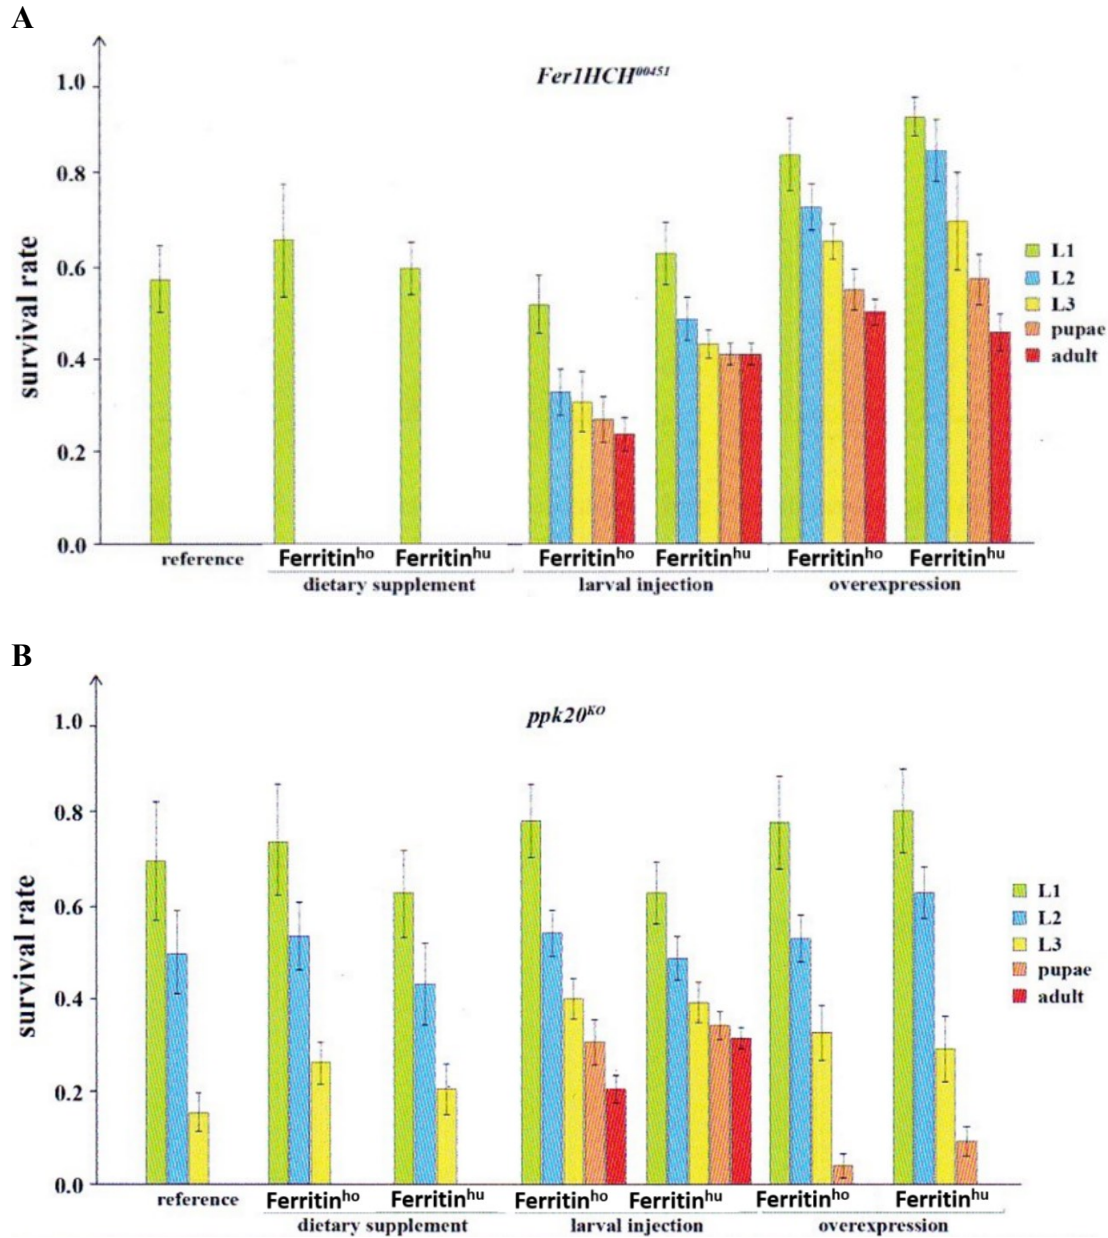 A
Fer1HCH⁰⁰⁴⁵¹
1.0
0.8
0.6
0.4
0.2
0.0
survival rate
L1
L2
L3
pupae
adult
reference
Ferritinʰᵒ
Ferritinʰᵘ
Ferritinʰᵒ
Ferritinʰᵘ
Ferritinʰᵒ
Ferritinʰᵘ
dietary supplement
larval injection
overexpression
B
ppk20ᴷᴼ
1.0
0.8
0.6
0.4
0.2
0.0
survival rate
L1
L2
L3
pupae
adult
reference
Ferritinʰᵒ
Ferritinʰᵘ
Ferritinʰᵒ
Ferritinʰᵘ
Ferritinʰᵒ
Ferritinʰᵘ
dietary supplement
larval injection
overexpression